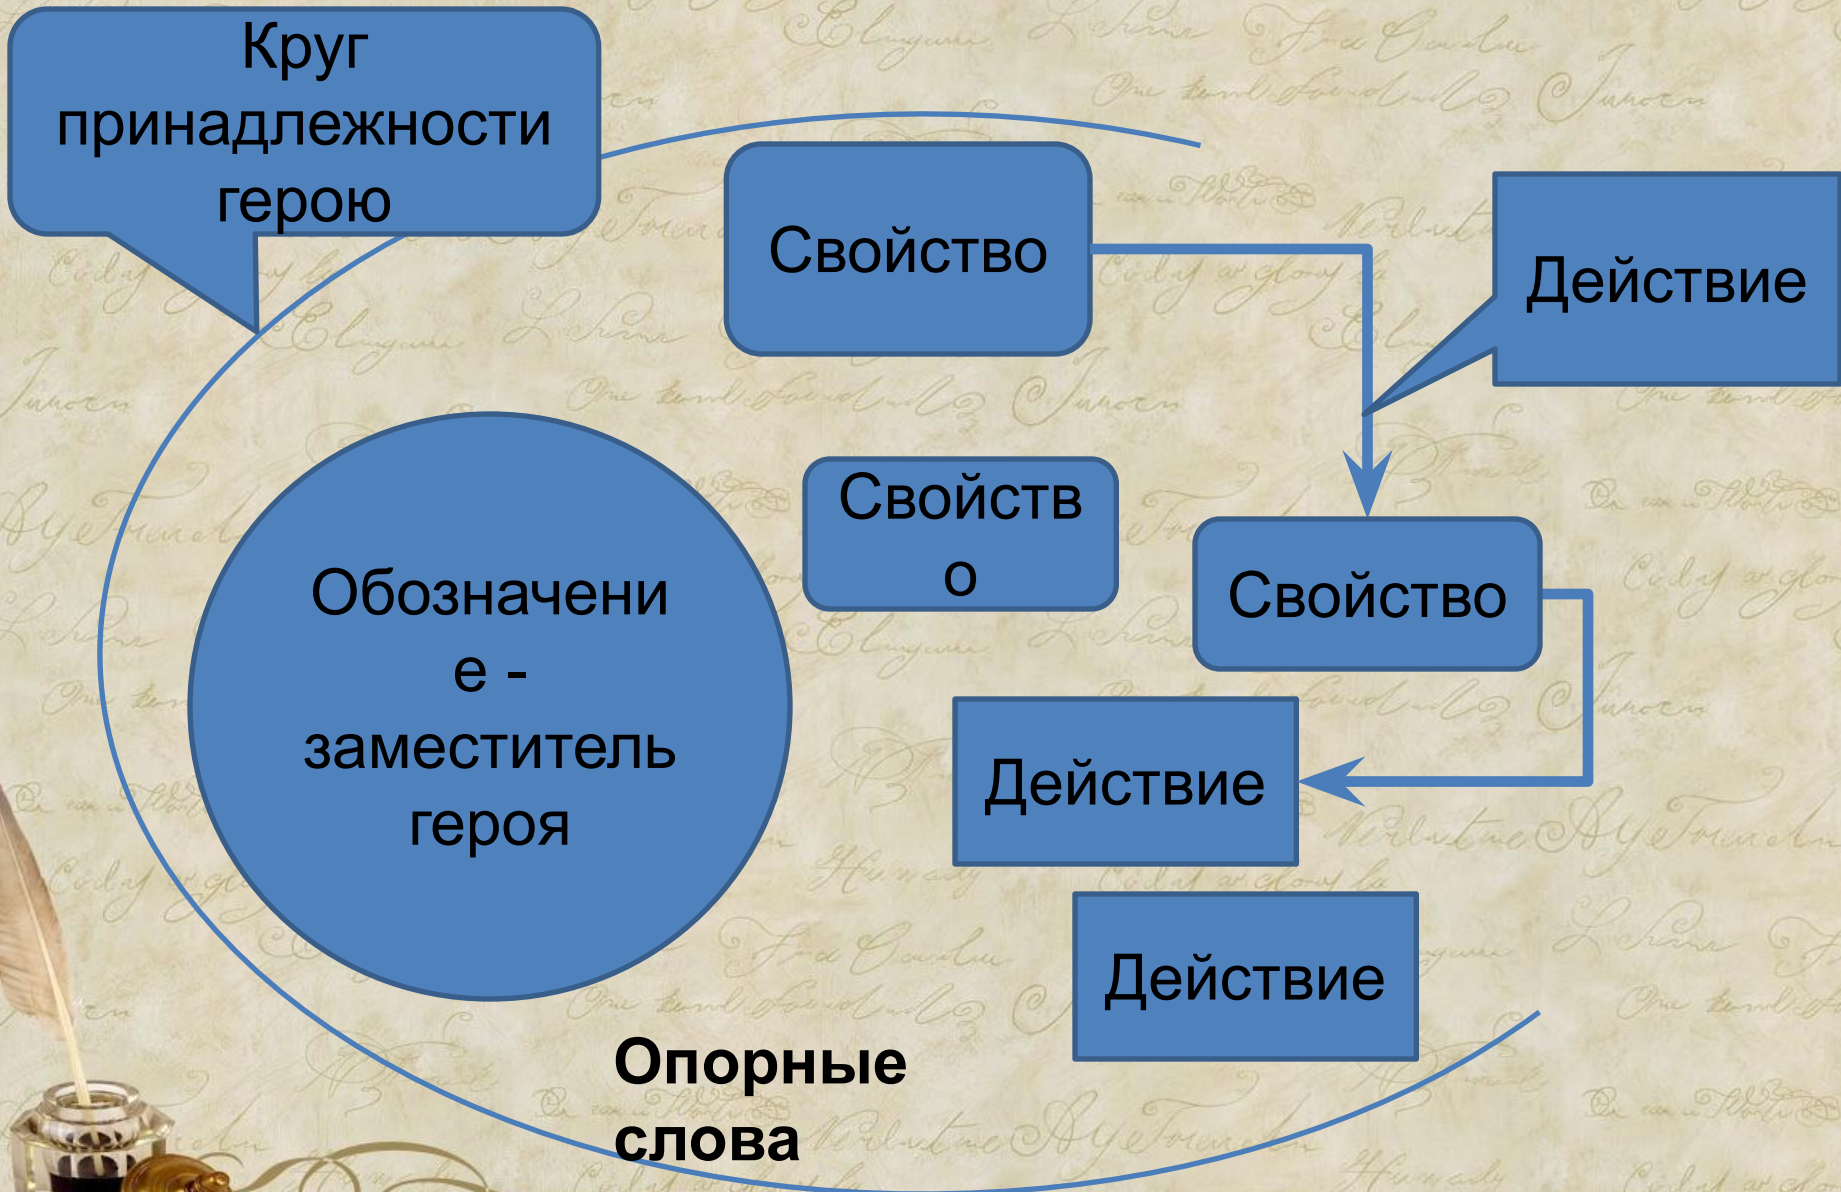 Круг
принадлежности
герою
Свойство
Действие
Свойств
о
Свойство
Обозначени
е -
заместитель
героя
Действие
Действие
Опорные
слова